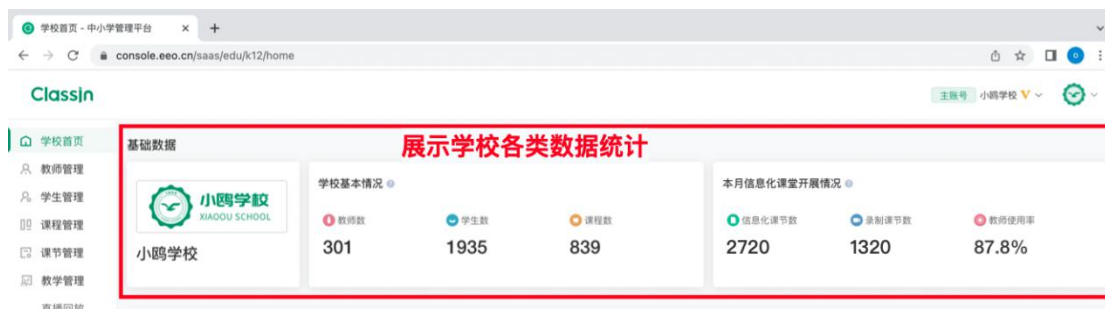 学校首页 - 中小学管理平台
console.eeo.cn/saas/edu/k12/home
ClassIn
主账号 小鸥学校 V
学校首页
教师管理
学生管理
课程管理
课节管理
教学管理
直播回放
基础数据
展示学校各类数据统计
小鸥学校
XIAOOU SCHOOL
小鸥学校
学校基本情况
教师数 学生数 课程数
301 1935 839
本月信息化课堂开展情况
信息化课节数 录制课节数 教师使用率
2720 1320 87.8%